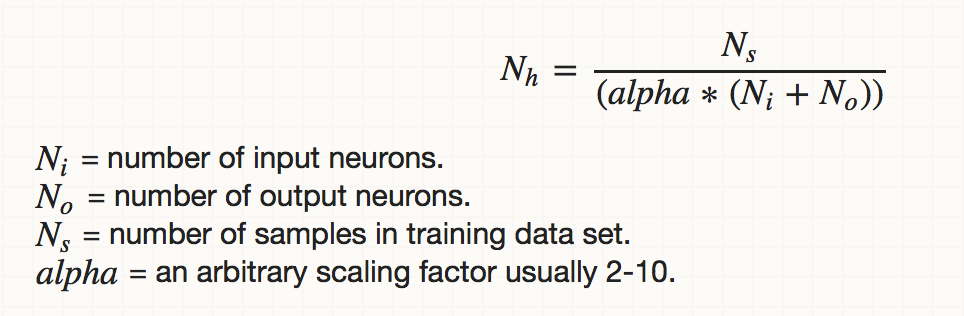 N_h = N_s / (alpha * (N_i + N_o))
N_i = number of input neurons.
N_o = number of output neurons.
N_s = number of samples in training data set.
alpha = an arbitrary scaling factor usually 2-10.